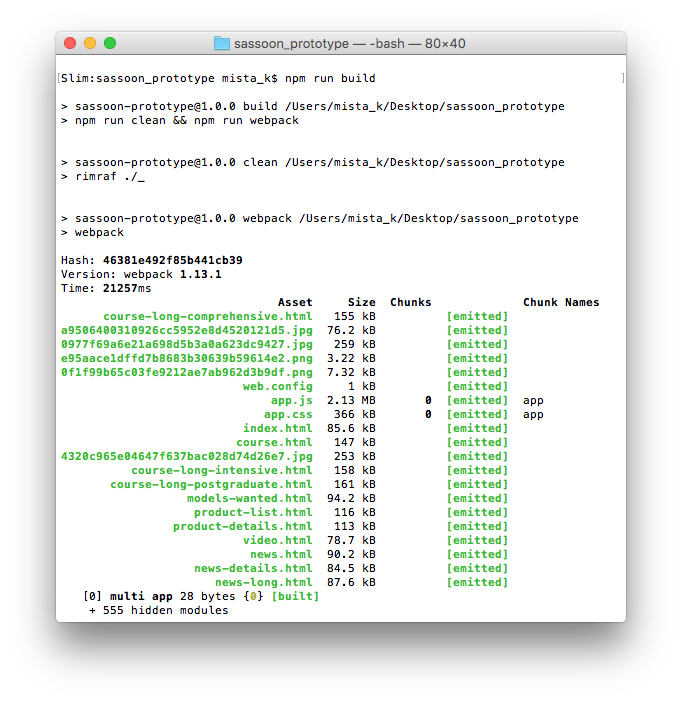 sassoon_prototype — -bash — 80×40
[Slim:sassoon_prototype mista_k$ npm run build ]
> sassoon-prototype@1.0.0 build /Users/mista_k/Desktop/sassoon_prototype
> npm run clean && npm run webpack
> sassoon-prototype@1.0.0 clean /Users/mista_k/Desktop/sassoon_prototype
> rimraf ./_
> sassoon-prototype@1.0.0 webpack /Users/mista_k/Desktop/sassoon_prototype
> webpack
Hash: 46381e492f85b441cb39
Version: webpack 1.13.1
Time: 21257ms
Asset Size Chunks Chunk Names
course-long-comprehensive.html 155 kB [emitted]
a9506400310926cc5952e8d4520121d5.jpg 76.2 kB [emitted]
0977f69a6e21a698d5b3a0a623dc9427.jpg 259 kB [emitted]
e95aace1dffd7b8683b30639b59614e2.png 3.22 kB [emitted]
0f1f99b65c03fe9212ae7ab962d3b9df.png 7.32 kB [emitted]
web.config 1 kB [emitted]
app.js 2.13 MB 0 [emitted] app
app.css 366 kB 0 [emitted] app
index.html 85.6 kB [emitted]
course.html 147 kB [emitted]
4320c965e04647f637bac028d74d26e7.jpg 253 kB [emitted]
course-long-intensive.html 158 kB [emitted]
course-long-postgraduate.html 161 kB [emitted]
models-wanted.html 94.2 kB [emitted]
product-list.html 116 kB [emitted]
product-details.html 113 kB [emitted]
video.html 78.7 kB [emitted]
news.html 90.2 kB [emitted]
news-details.html 84.5 kB [emitted]
news-long.html 87.6 kB [emitted]
[0] multi app 28 bytes {0} [built]
+ 555 hidden modules